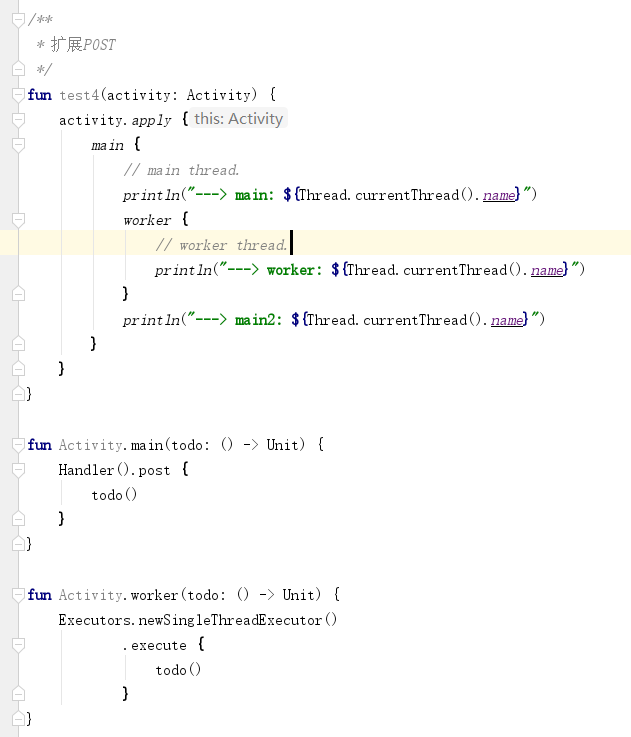 /**
 * 扩展POST
 */
fun test4(activity: Activity) {
    activity.apply { this: Activity
        main {
            // main thread.
            println("---> main: ${Thread.currentThread().name}")
            worker {
                // worker thread.
                println("---> worker: ${Thread.currentThread().name}")
            }
            println("---> main2: ${Thread.currentThread().name}")
        }
    }
}

fun Activity.main(todo: () -> Unit) {
    Handler().post {
        todo()
    }
}

fun Activity.worker(todo: () -> Unit) {
    Executors.newSingleThreadExecutor()
            .execute {
                todo()
            }
}